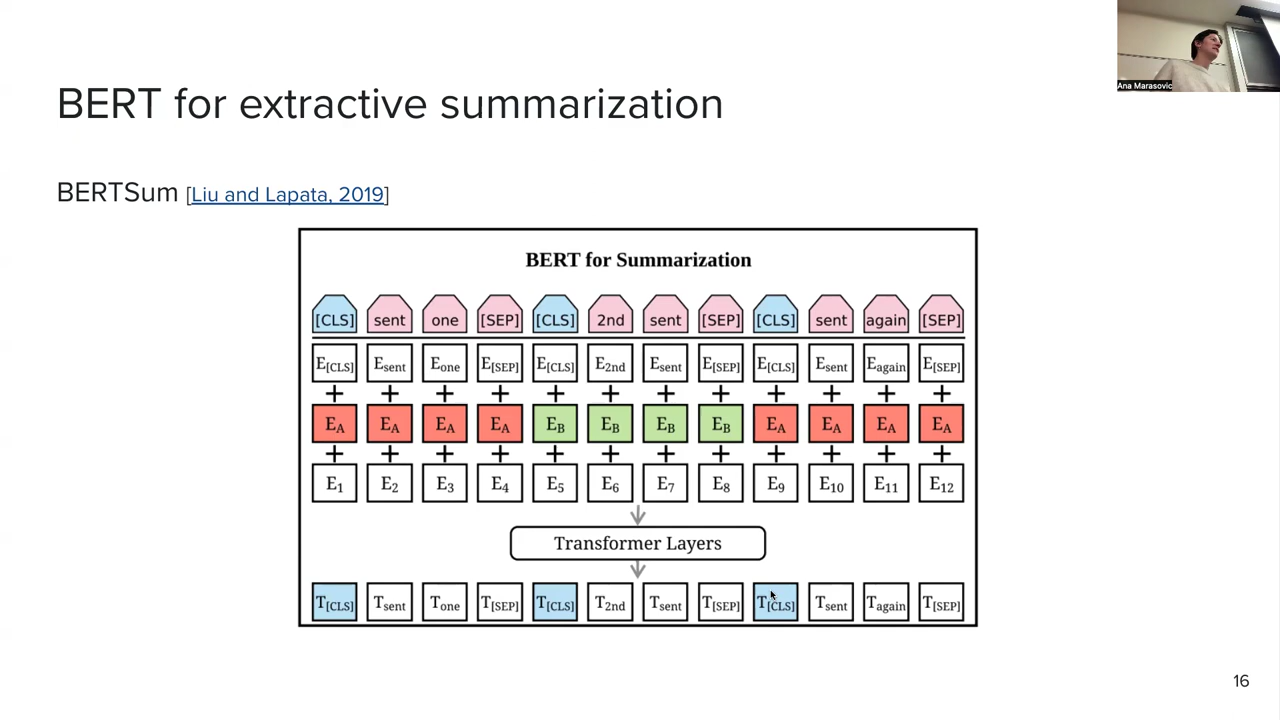 Ana Marasovic
BERT for extractive summarization
BERTSum [Liu and Lapata, 2019]
BERT for Summarization
[CLS] sent one [SEP] [CLS] 2nd sent [SEP] [CLS] sent again [SEP]
E[CLS] Esent Eone E[SEP] E[CLS] E2nd Esent E[SEP] E[CLS] Esent Eagain E[SEP]
+ + + + + + + + + + + +
EA EA EA EA EB EB EB EB EA EA EA EA
+ + + + + + + + + + + +
E1 E2 E3 E4 E5 E6 E7 E8 E9 E10 E11 E12
Transformer Layers
T[CLS] Tsent Tone T[SEP] T[CLS] T2nd Tsent T[SEP] T[CLS] Tsent Tagain T[SEP]
16